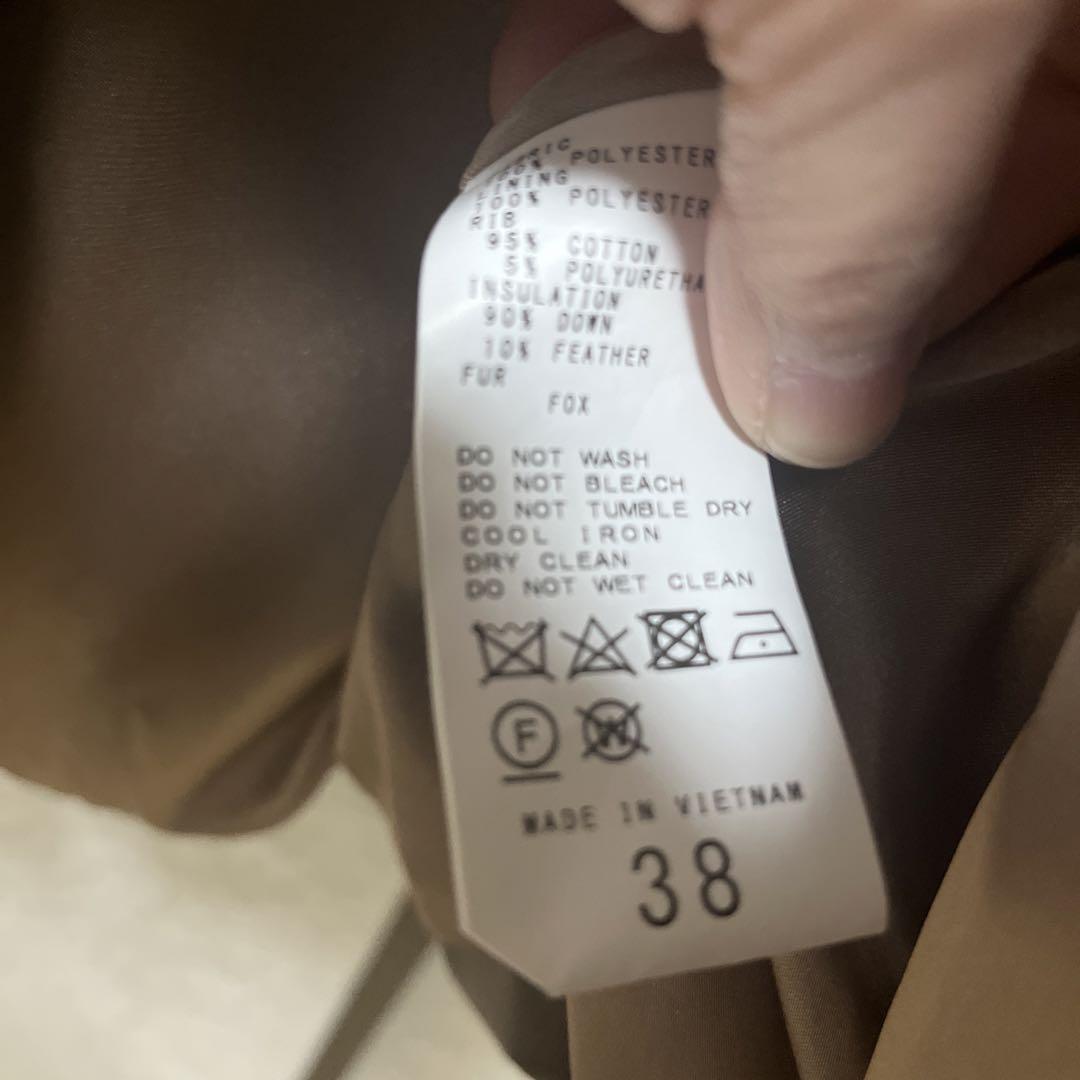 POLYESTER
LINING
100% POLYESTER
RIB
95% COTTON
5% POLYURETHA
INSULATION
90% DOWN
10% FEATHER
FUR
FOX
DO NOT WASH
DO NOT BLEACH
DO NOT TUMBLE DRY
COOL IRON
DRY CLEAN
DO NOT WET CLEAN
F W
MADE IN VIETNAM
38